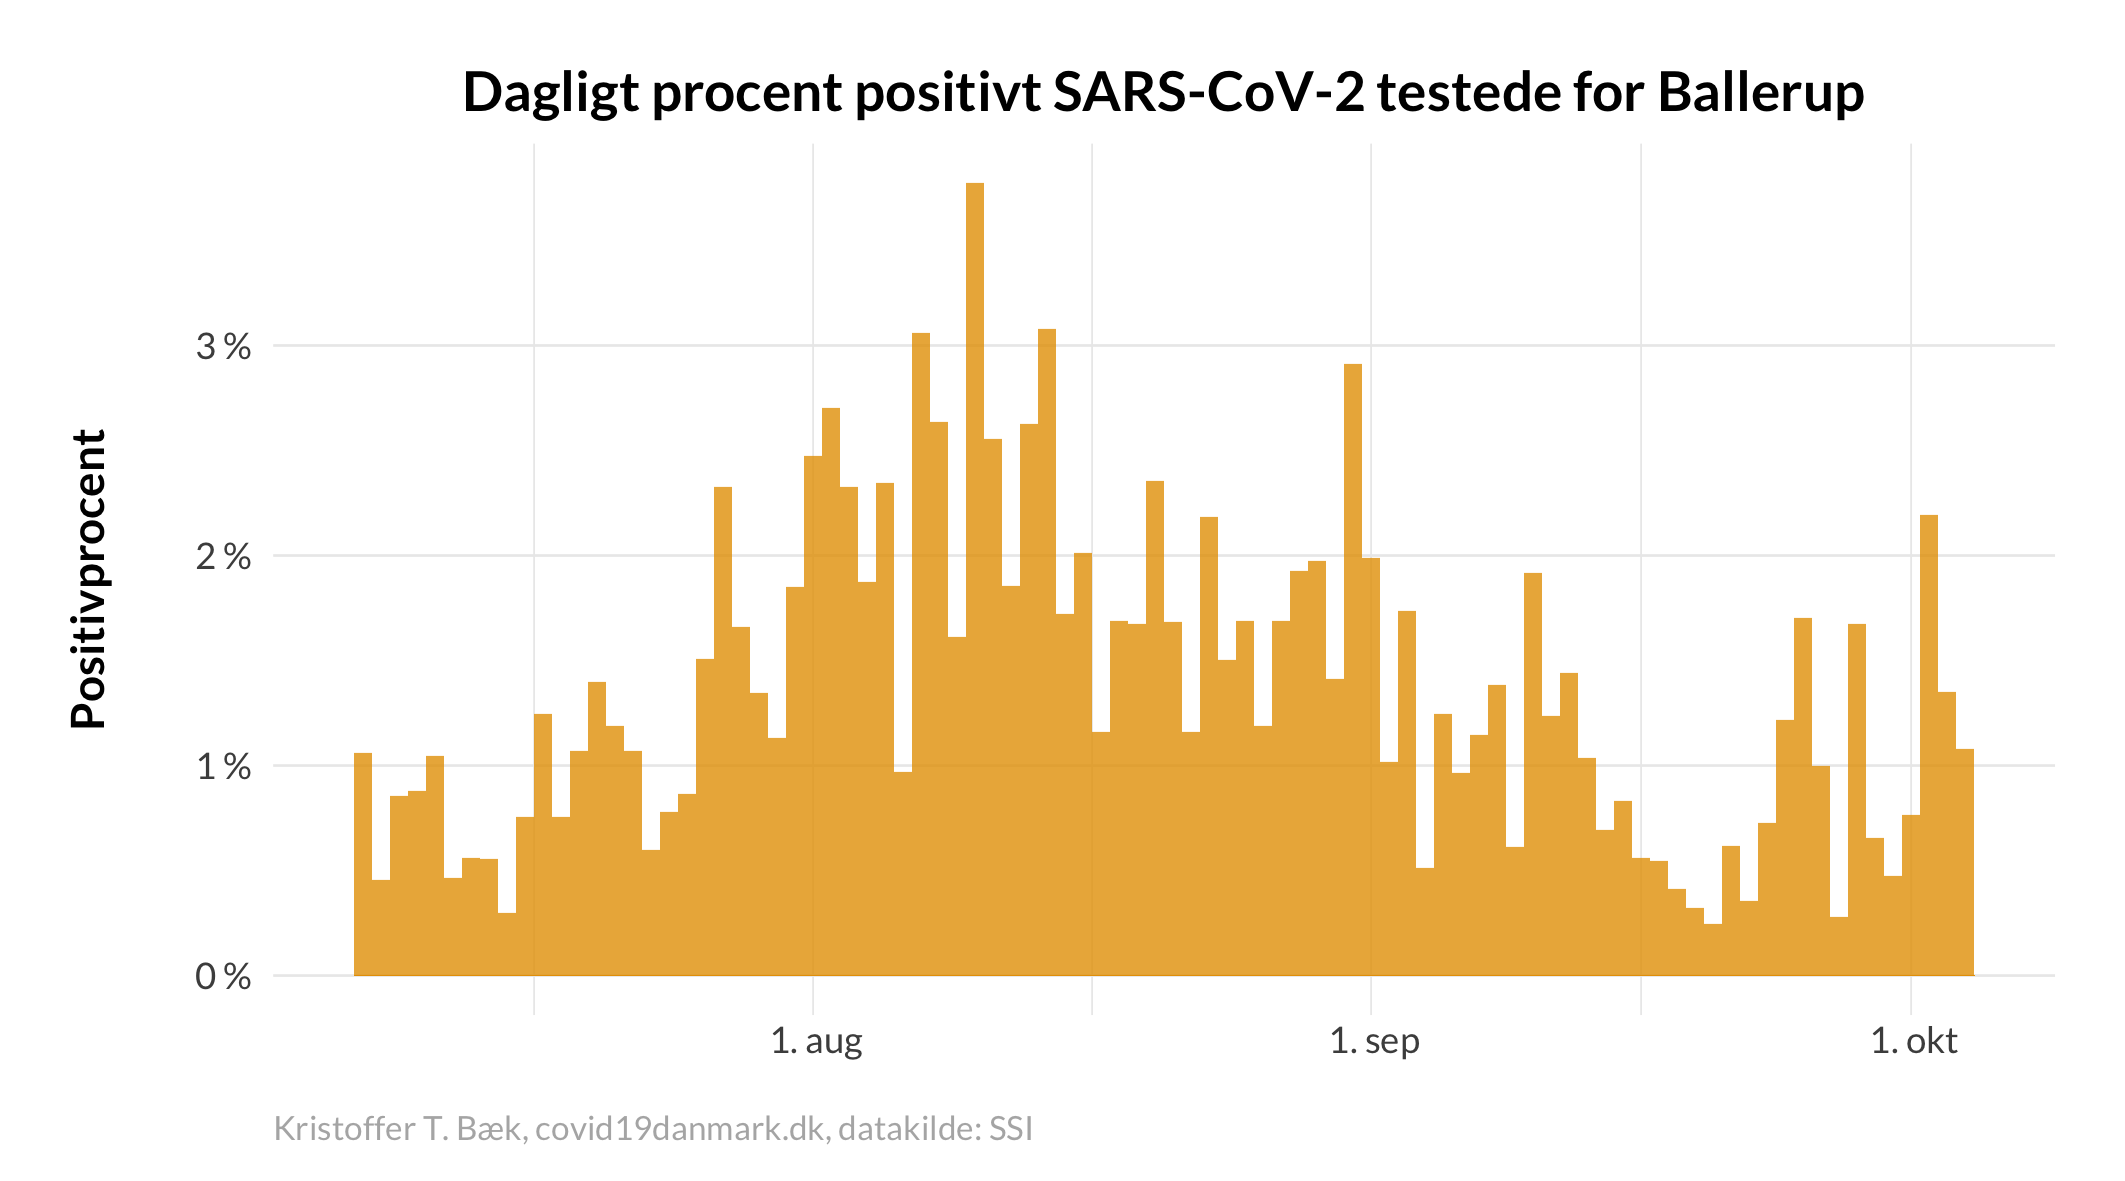 Dagligt procent positivt SARS-CoV-2 testede for Ballerup
Positivprocent
3 %
2 %
1 %
0 %
1. aug
1. sep
1. okt
Kristoffer T. Bæk, covid19danmark.dk, datakilde: SSI